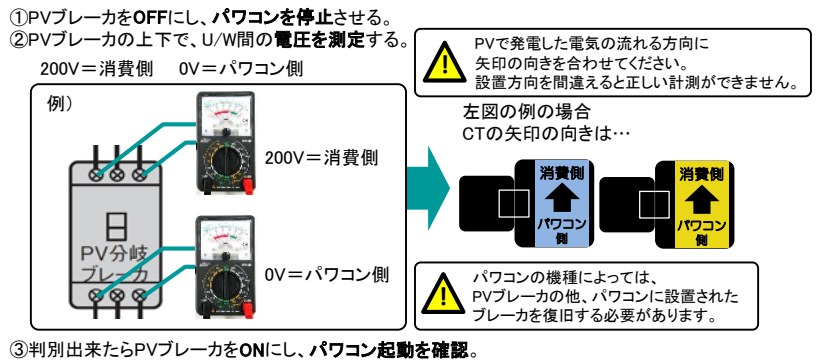 ①PVブレーカをOFFにし、パワコンを停止させる。
②PVブレーカの上下で、U/W間の電圧を測定する。
200V＝消費側　0V＝パワコン側
PVで発電した電気の流れる方向に
矢印の向きを合わせてください。
設置方向を間違えると正しい計測ができません。
例）
200V＝消費側
PV分岐
ブレーカ
0V＝パワコン側
左図の例の場合
CTの矢印の向きは…
消費側
パワコン
側
消費側
パワコン
側
パワコンの機種によっては、
PVブレーカの他、パワコンに設置された
ブレーカを復旧する必要があります。
③判別出来たらPVブレーカをONにし、パワコン起動を確認。